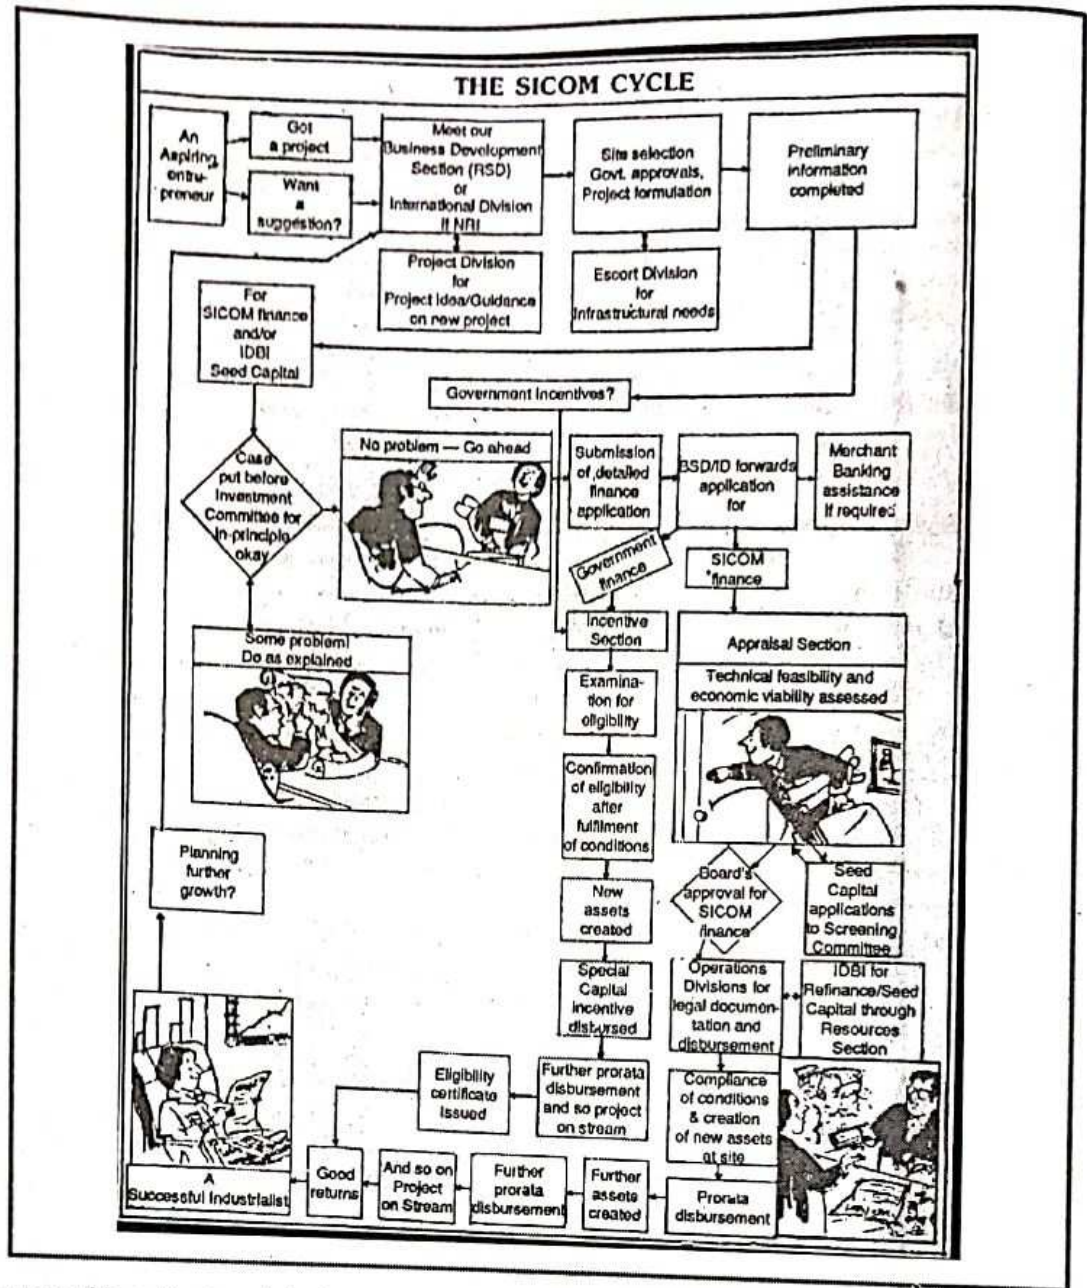 THE SICOM CYCLE
An
Aspiring
entru-
preneur
Got
a project
Want
a
suggestion?
Meet our
Business Development
Section (RSD)
or
International Division
If NRI
Site selection
Govt. approvals,
Project formulation
Preliminary
information
completed
Project Division
for
Project Idea/Guidance
on new project
Escort Division
for
Infrastructural needs
For
SICOM finance
and/or
IDBI
Seed Capital
Government Incentives?
Case
put before
Investment
Committee for
in-principle
okay
No problem — Go ahead
Submission
of detailed
finance
application
BSD/ID forwards
application
for
Merchant
Banking
assistance
If required
Government
finance
SICOM
finance
Some problem!
Do as explained
Incentive
Section
Appraisal Section
Technical feasibility and
economic viability assessed
Examina-
tion for
eligibility
Confirmation
of eligibility
after
fulfilment
of conditions
Planning
further
growth?
Board's
approval for
SICOM
finance
Seed
Capital
applications
to Screening
Committee
New
assets
created
Special
Capital
incentive
disbursed
Operations
Divisions for
legal documen-
tation and
disbursement
IDBI for
Refinance/Seed
Capital through
Resources
Section
Eligibility
certificate
issued
Further prorata
disbursement
and so project
on stream
Compliance
of conditions
& creation
of new assets
at site
A
Successful Industrialist
Good
returns
And so on
Project
on Stream
Further
prorata
disbursement
Further
assets
created
Prorata
disbursement